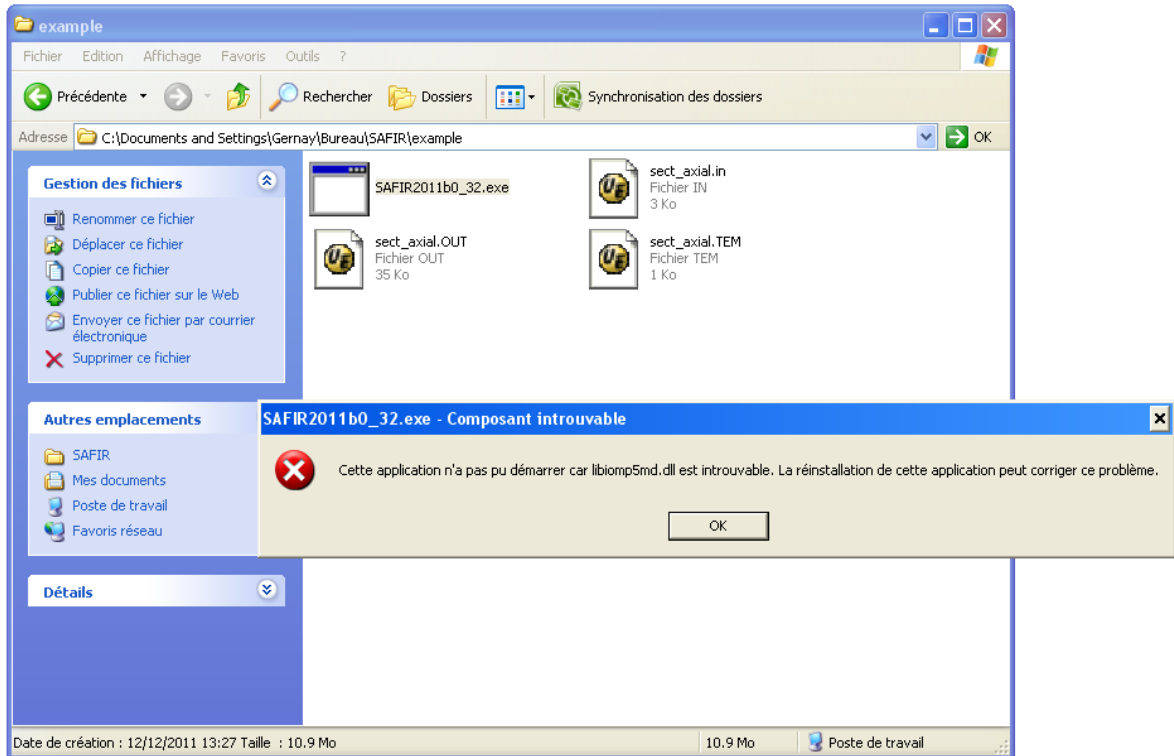 example
Fichier Edition Affichage Favoris Outils ?
Précédente Rechercher Dossiers Synchronisation des dossiers
Adresse C:\Documents and Settings\Gernay\Bureau\SAFIR\example OK
Gestion des fichiers
Renommer ce fichier
Déplacer ce fichier
Copier ce fichier
Publier ce fichier sur le Web
Envoyer ce fichier par courrier
électronique
Supprimer ce fichier
Autres emplacements
SAFIR
Mes documents
Poste de travail
Favoris réseau
Détails
SAFIR2011b0_32.exe
sect_axial.in
Fichier IN
3 Ko
sect_axial.OUT
Fichier OUT
35 Ko
sect_axial.TEM
Fichier TEM
1 Ko
SAFIR2011b0_32.exe - Composant introuvable
Cette application n'a pas pu démarrer car libiomp5md.dll est introuvable. La réinstallation de cette application peut corriger ce problème.
OK
Date de création : 12/12/2011 13:27 Taille : 10.9 Mo 10.9 Mo Poste de travail